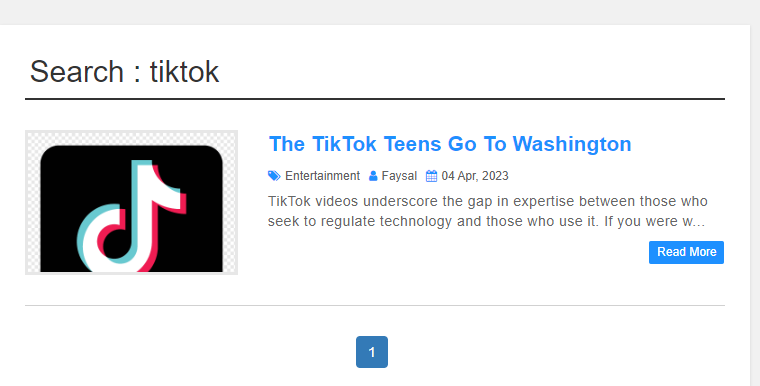 Search : tiktok
The TikTok Teens Go To Washington
Entertainment Faysal 04 Apr, 2023
TikTok videos underscore the gap in expertise between those who
seek to regulate technology and those who use it. If you were w...
Read More
1